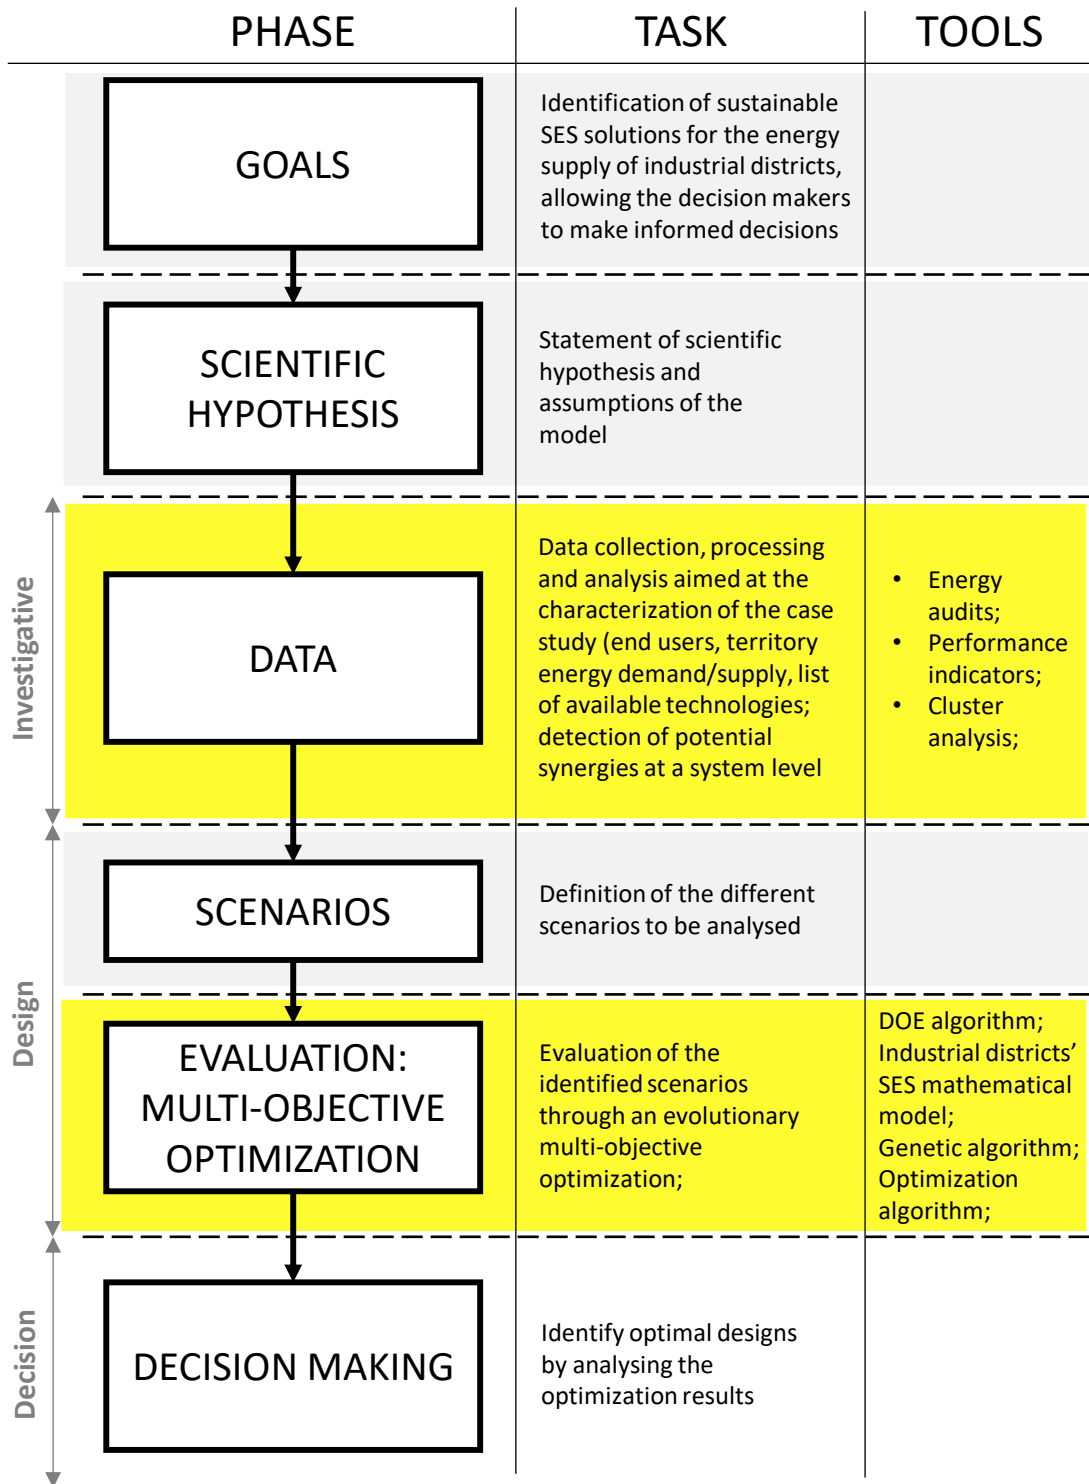 PHASE
TASK
TOOLS
GOALS
Identification of sustainable
SES solutions for the energy
supply of industrial districts,
allowing the decision makers
to make informed decisions
SCIENTIFIC
HYPOTHESIS
Statement of scientific
hypothesis and
assumptions of the
model
Investigative
DATA
Data collection, processing
and analysis aimed at the
characterization of the case
study (end users, territory
energy demand/supply, list
of available technologies;
detection of potential
synergies at a system level
• Energy
audits;
• Performance
indicators;
• Cluster
analysis;
Design
SCENARIOS
Definition of the different
scenarios to be analysed
EVALUATION:
MULTI-OBJECTIVE
OPTIMIZATION
Evaluation of the
identified scenarios
through an evolutionary
multi-objective
optimization;
DOE algorithm;
Industrial districts’
SES mathematical
model;
Genetic algorithm;
Optimization
algorithm;
Decision
DECISION MAKING
Identify optimal designs
by analysing the
optimization results